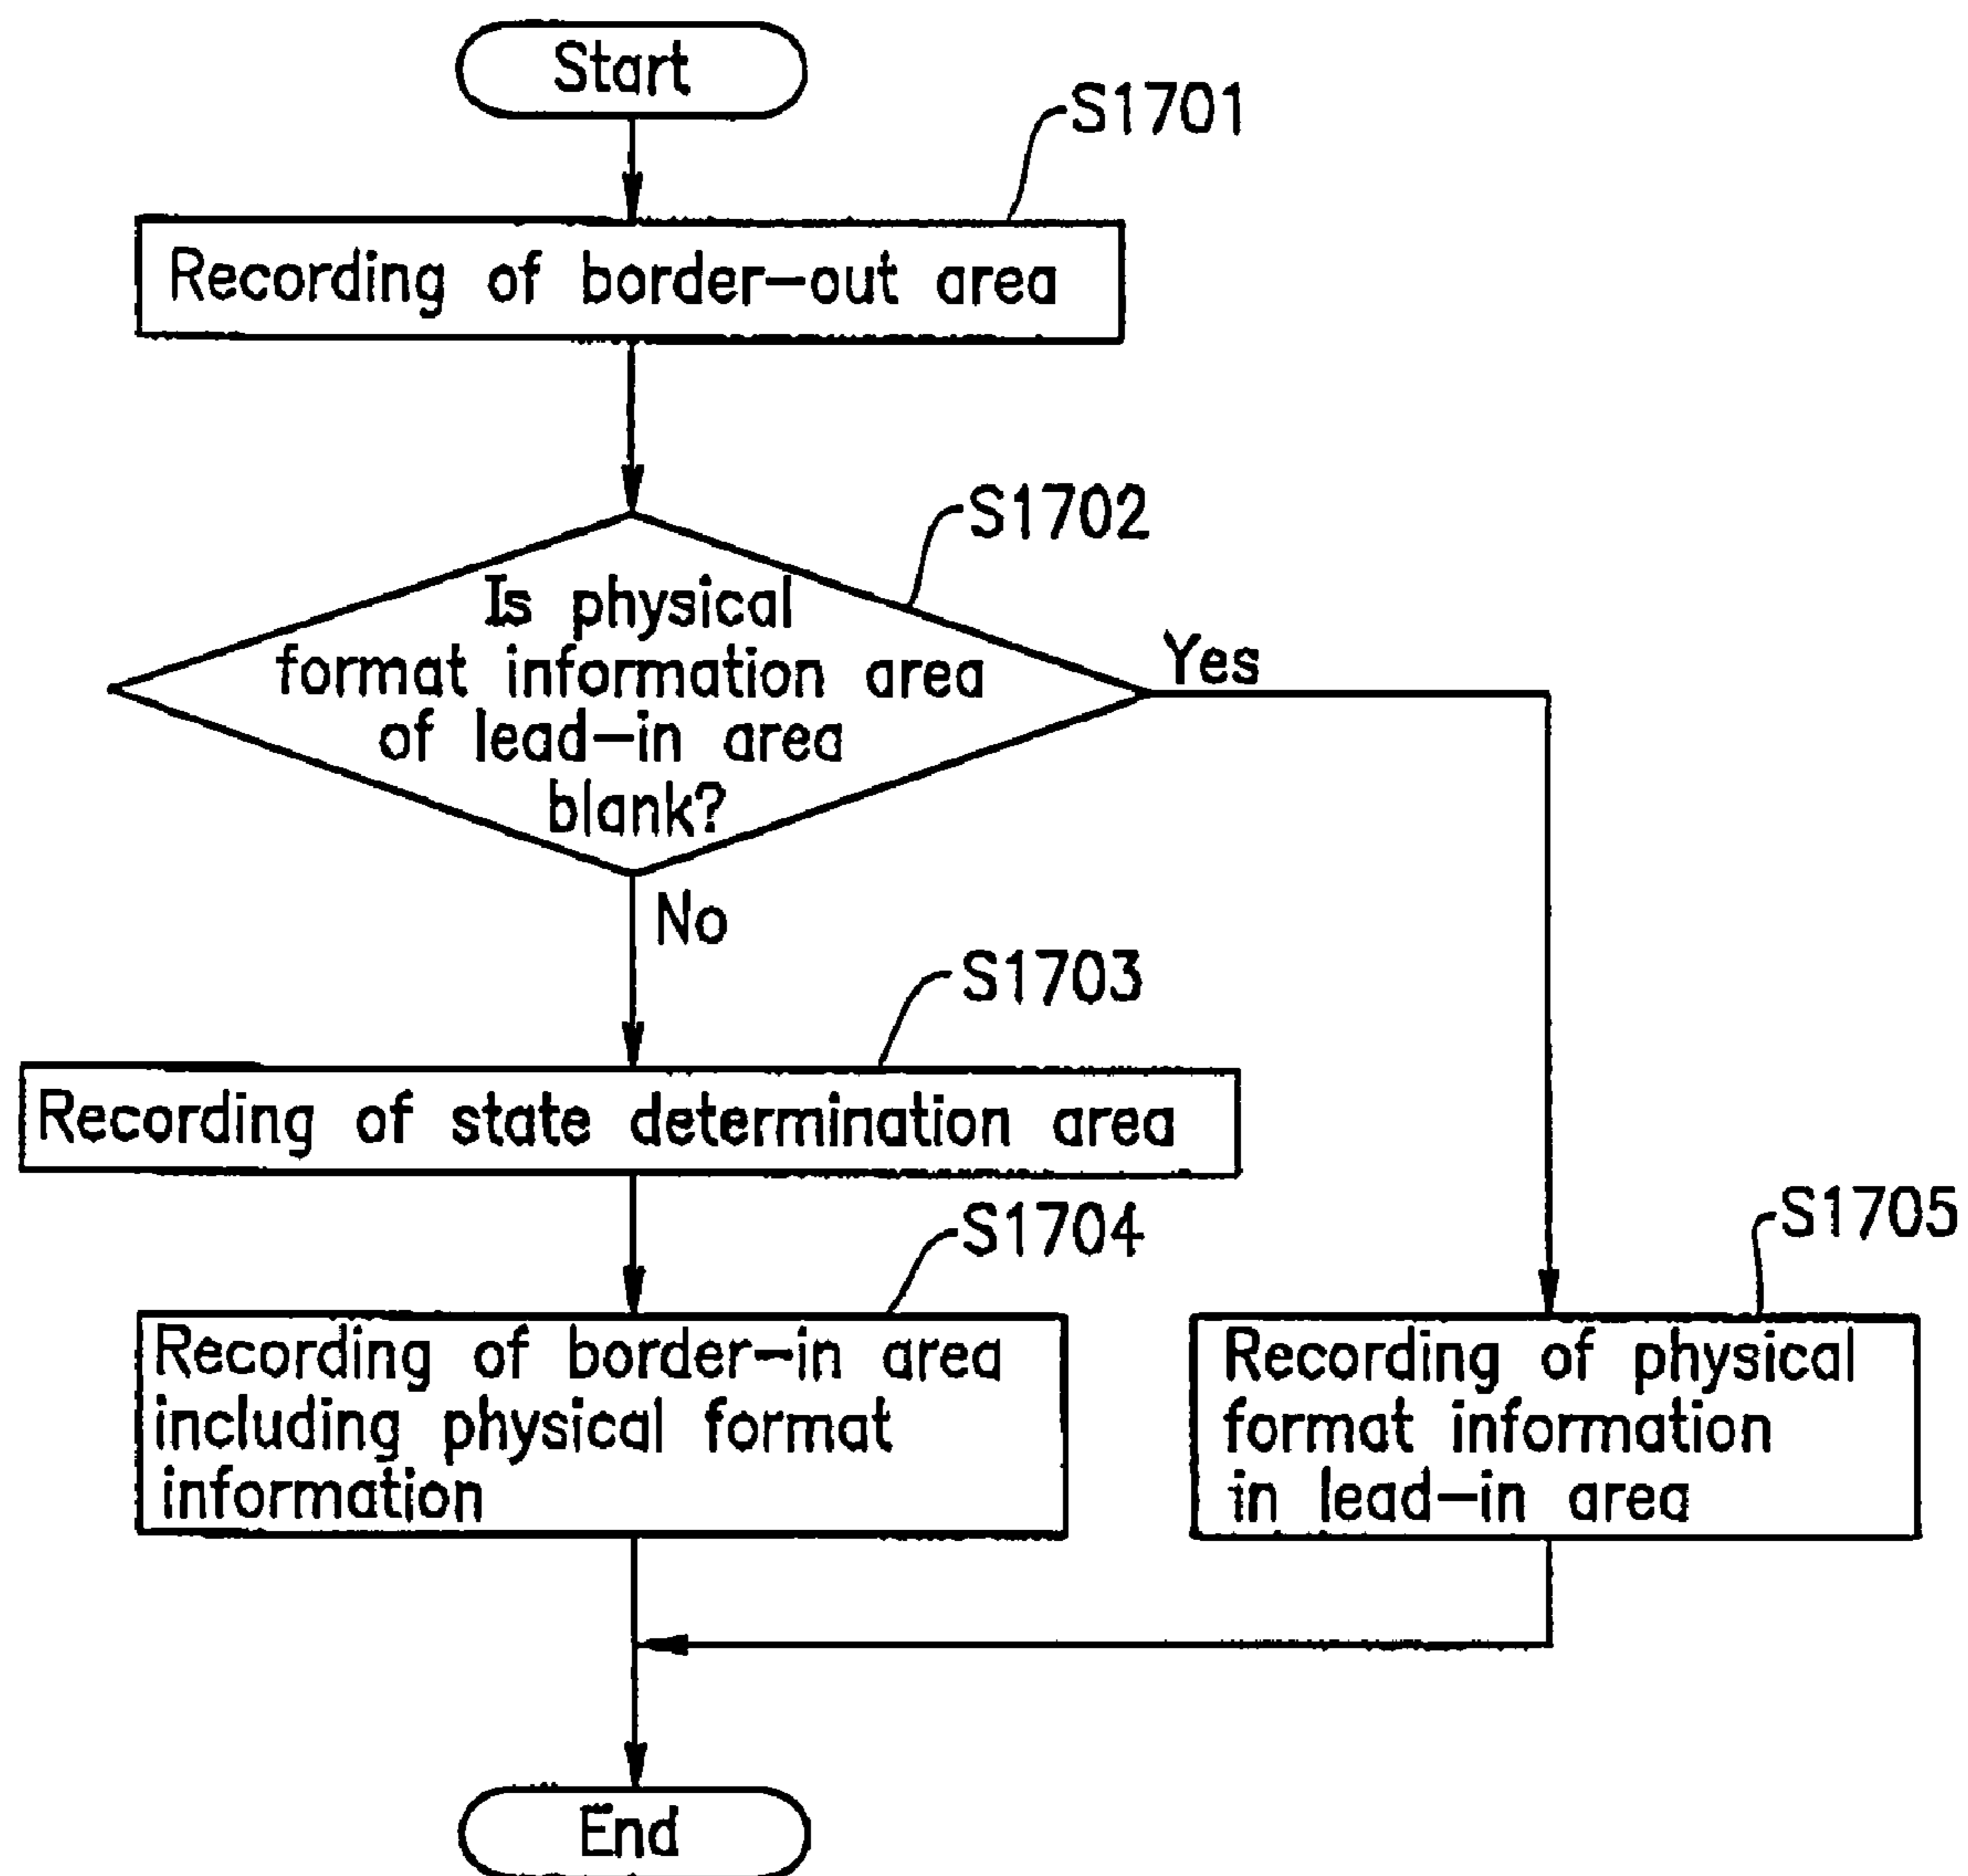 Start
S1701
Recording of border-out area
S1702
Is physical
format information area
of lead-in area
blank?
Yes
No
S1703
Recording of state determination area
S1704
Recording of border-in area
including physical format
information
S1705
Recording of physical
format information
in lead-in area
End